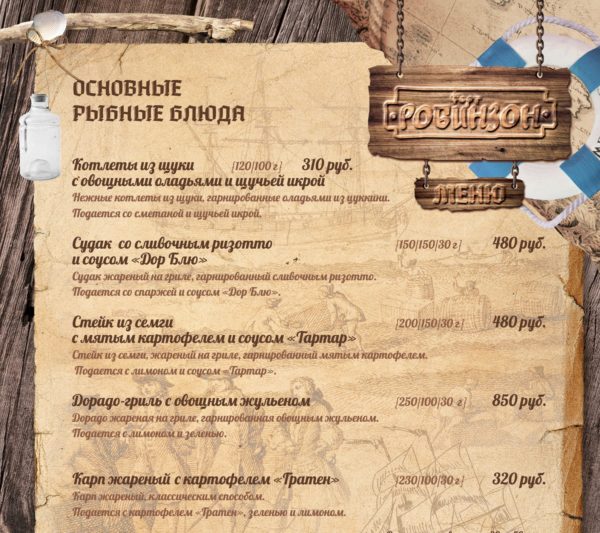 ОСНОВНЫЕ
РЫБНЫЕ БЛЮДА
РОБИНЗОН
МЕНЮ
Котлеты из щуки [120/100 г] 310 руб.
с овощными оладьями и щучьей икрой
Нежные котлеты из щуки, гарнированные оладьями из цуккини.
Подается со сметаной и щучьей икрой.
Судак со сливочным ризотто [150/150/30 г] 480 руб.
и соусом «Дор Блю»
Судак жареный на гриле, гарнированный сливочным ризотто.
Подается со спаржей и соусом «Дор Блю».
Стейк из семги [200/150/30 г] 480 руб.
с мятым картофелем и соусом «Тартар»
Стейк из семги, жареный на гриле, гарнированный мятым картофелем.
Подается с лимоном и соусом «Тартар».
Дорадо-гриль с овощным жульеном [250/100/30 г] 850 руб.
Дорадо жареная на гриле, гарнированная овощным жульеном.
Подается с лимоном и зеленью.
Карп жареный с картофелем «Гратен» [230/100/30 г] 320 руб.
Карп жареный, классическим способом.
Подается с картофелем «Гратен», зеленью и лимоном.